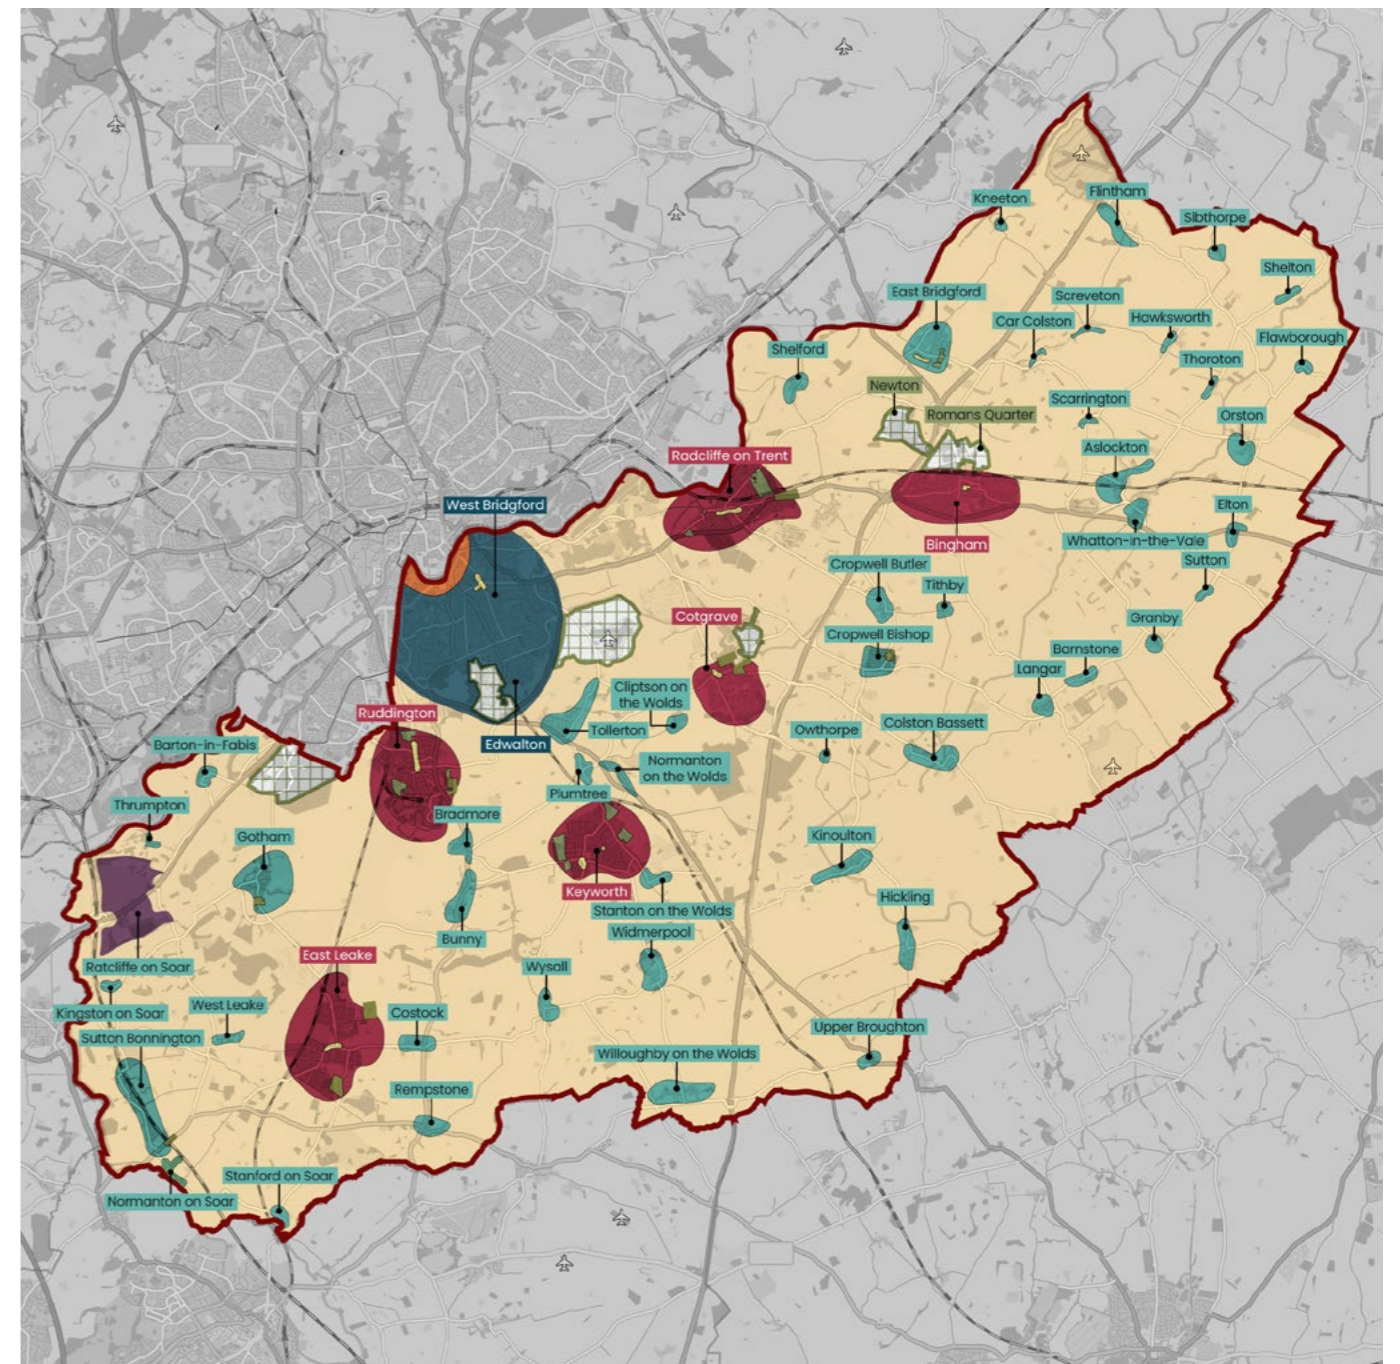 Kneeton
Flintham
Sibthorpe
Shelton
East Bridgford
Screveton
Car Colston
Hawksworth
Flawborough
Shelford
Thoroton
Newton
Romans Quarter
Scarrington
Orston
Radcliffe on Trent
Aslockton
West Bridgford
Elton
Bingham
Whatton-in-the-Vale
Cropwell Butler
Tithby
Sutton
Cotgrave
Cropwell Bishop
Granby
Barnstone
Langar
Cliptson on
the Wolds
Ruddington
Tollerton
Owthorpe
Colston Bassett
Edwalton
Barton-in-Fabis
Normanton
on the Wolds
Plumtree
Thrumpton
Bradmore
Gotham
Kinoulton
Keyworth
Hickling
Stanton on the Wolds
Bunny
Widmerpool
East Leake
Ratcliffe on Soar
Wysall
West Leake
Kingston on Soar
Costock
Upper Broughton
Sutton Bonnington
Willoughby on the Wolds
Rempstone
Stanford on Soar
Normanton on Soar